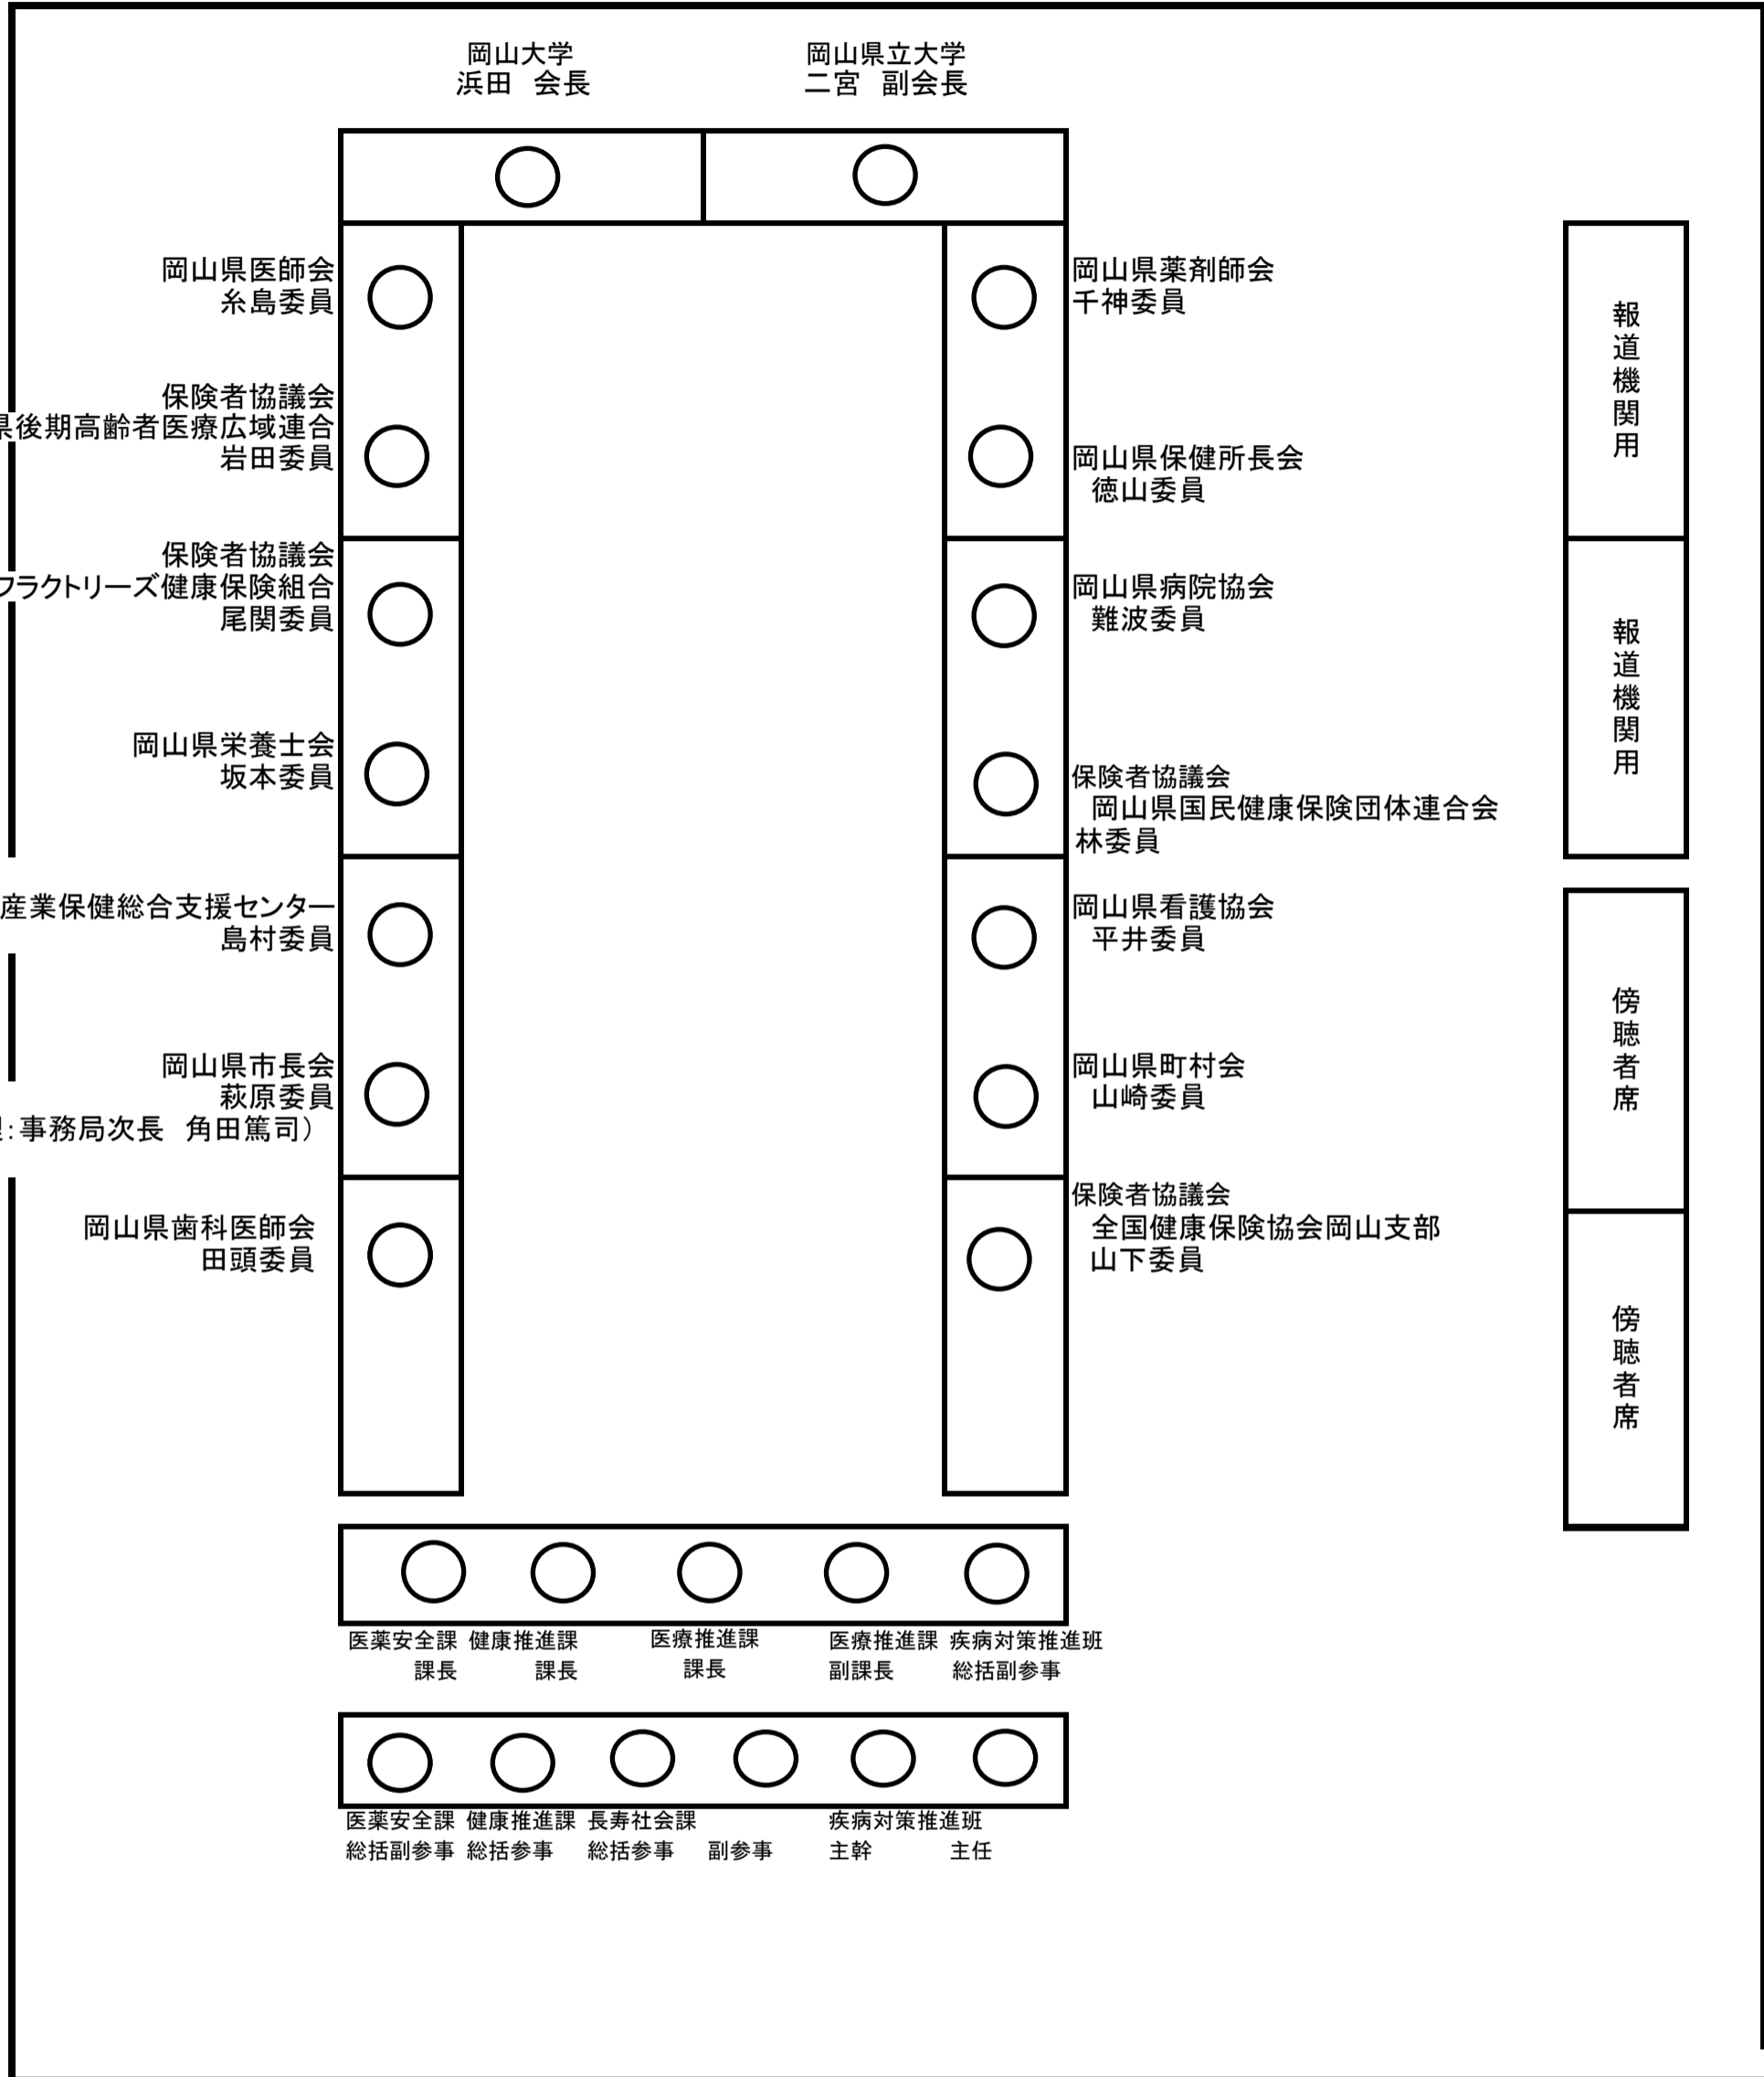 岡山大学
浜田　会長
岡山県立大学
二宮　副会長
岡山県医師会
糸島委員
保険者協議会
県後期高齢者医療広域連合
岩田委員
保険者協議会
フラクトリーズ健康保険組合
尾関委員
岡山県栄養士会
坂本委員
産業保健総合支援センター
島村委員
岡山県市長会
萩原委員
：事務局次長　角田篤司）
岡山県歯科医師会
田頭委員
岡山県薬剤師会
千神委員
岡山県保健所長会
徳山委員
岡山県病院協会
難波委員
保険者協議会
岡山県国民健康保険団体連合会
林委員
岡山県看護協会
平井委員
岡山県町村会
山崎委員
保険者協議会
全国健康保険協会岡山支部
山下委員
報道機関用
報道機関用
傍聴者席
傍聴者席
医薬安全課　健康推進課　医療推進課　医療推進課　疾病対策推進班
課長　課長　課長　副課長　総括副参事
医薬安全課　健康推進課　長寿社会課　疾病対策推進班
総括副参事　総括参事　総括参事　副参事　主幹　主任